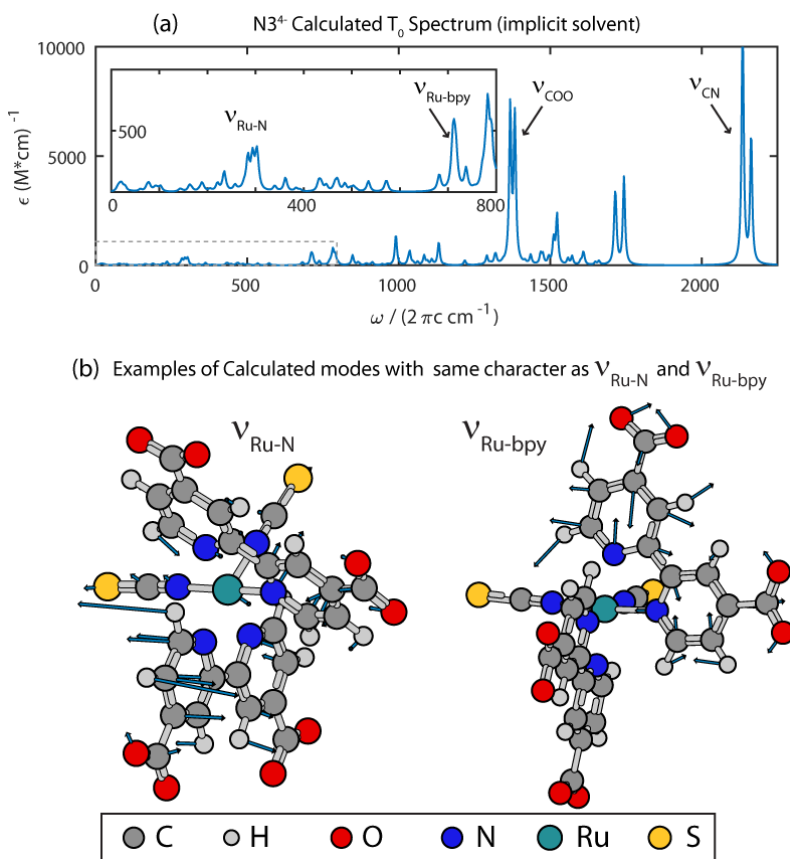 (a) N3⁴⁻ Calculated T₀ Spectrum (implicit solvent)
10000
5000
0
ϵ (M*cm)⁻¹
500
ν_Ru-N
ν_Ru-bpy
0 400 800
ν_COO
ν_CN
0 500 1000 1500 2000
ω / (2 πc cm⁻¹)
(b) Examples of Calculated modes with same character as ν_Ru-N and ν_Ru-bpy
ν_Ru-N
ν_Ru-bpy
C H O N Ru S